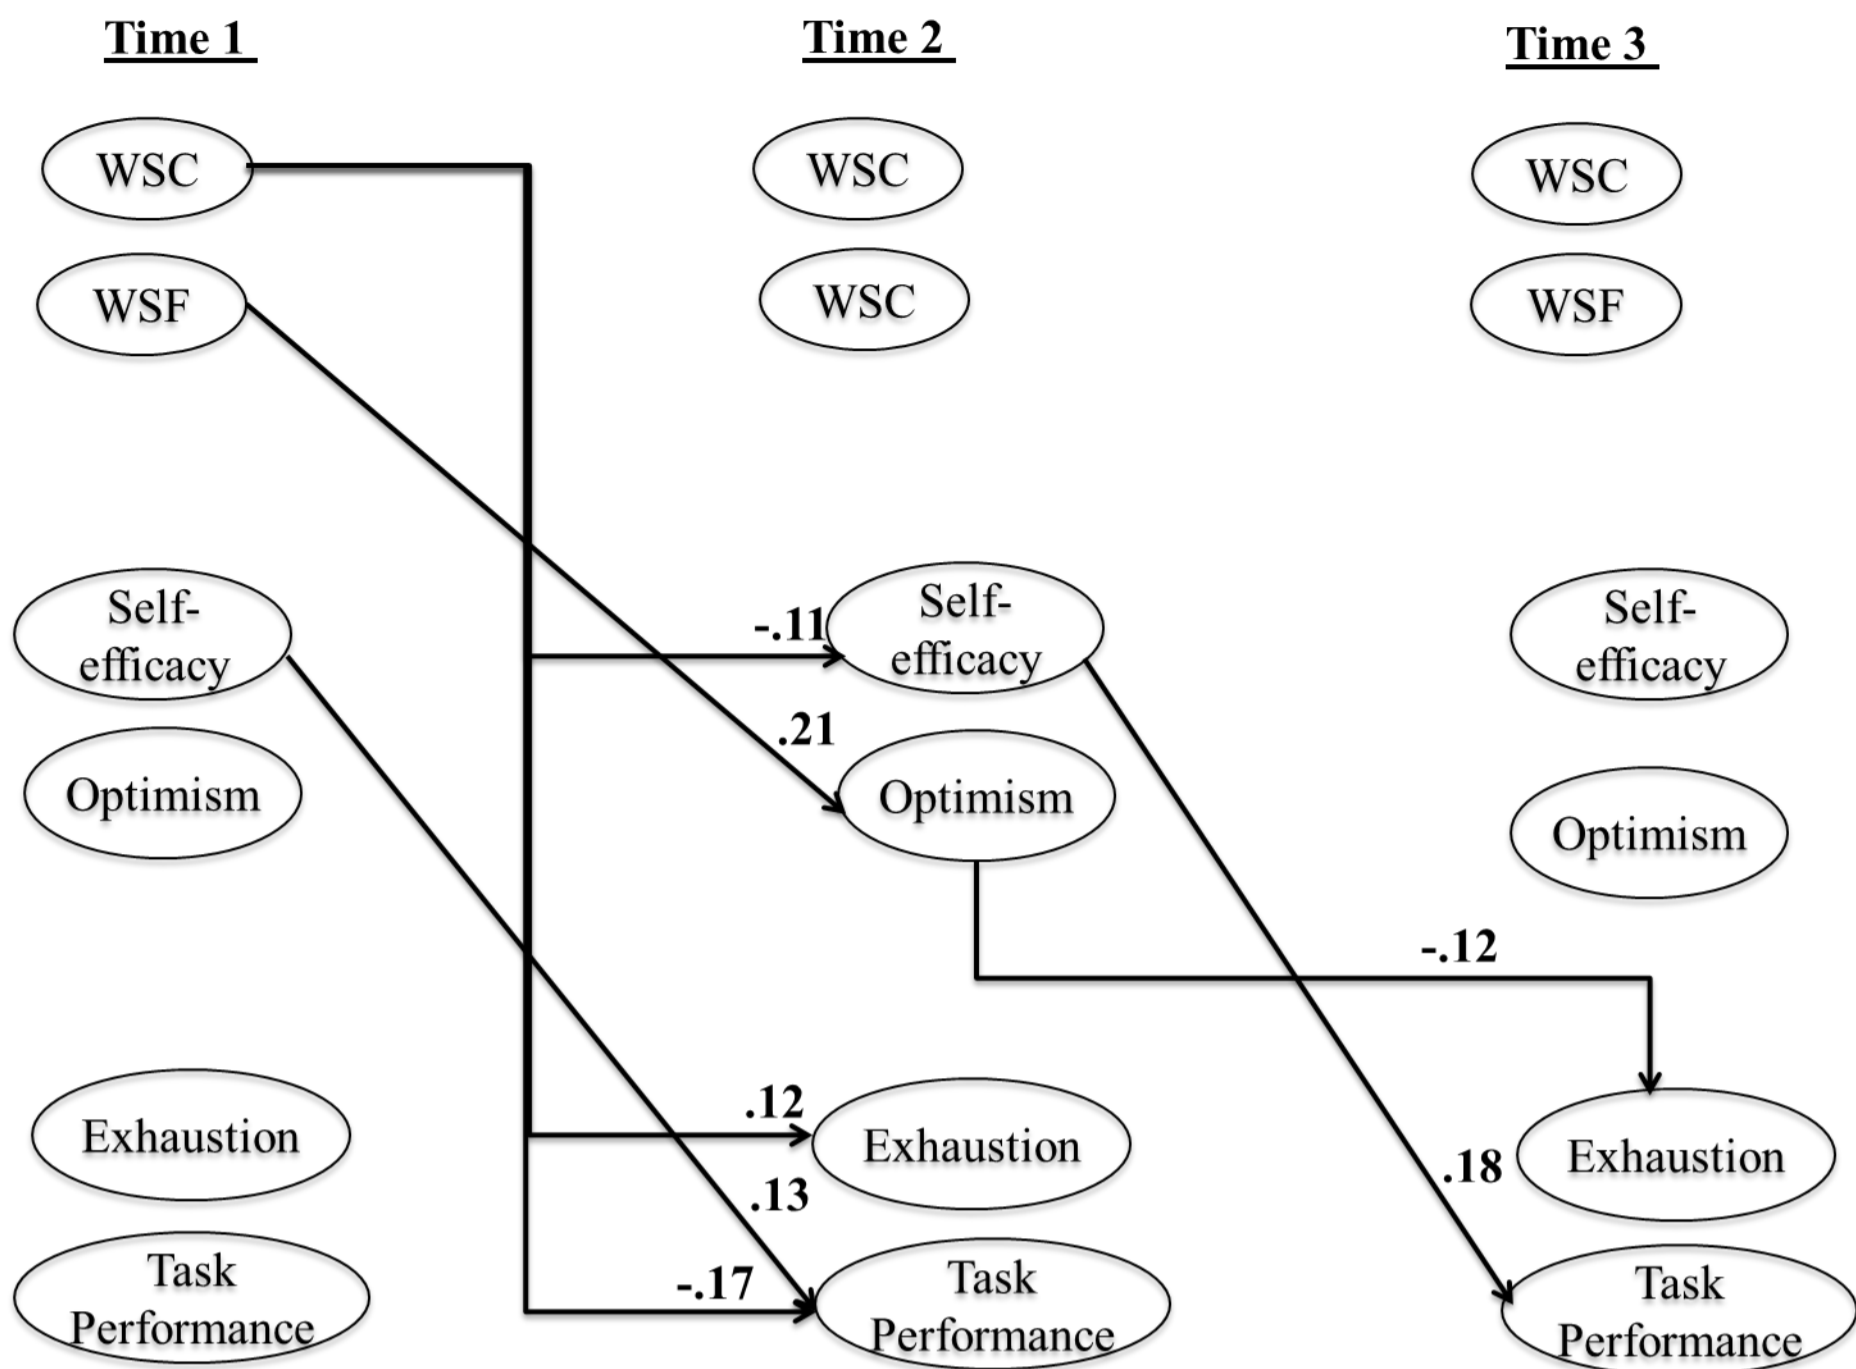 Time 1
Time 2
Time 3
WSC
WSC
WSC
WSF
WSC
WSF
Self-
efficacy
-.11
Self-
efficacy
Self-
efficacy
.21
Optimism
Optimism
Optimism
-.12
Exhaustion
.12
Exhaustion
.13
.18
Exhaustion
Task
Performance
-.17
Task
Performance
Task
Performance